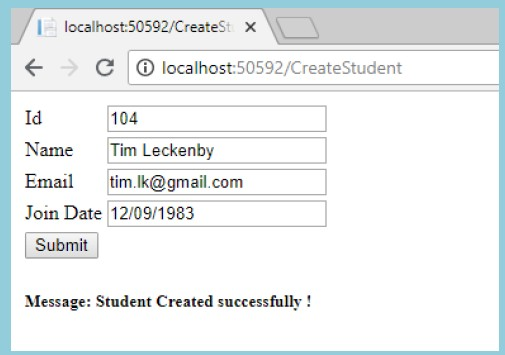 localhost:50592/CreateSt
localhost:50592/CreateStudent
Id 104
Name Tim Leckenby
Email tim.lk@gmail.com
Join Date 12/09/1983
Submit
Message: Student Created successfully !